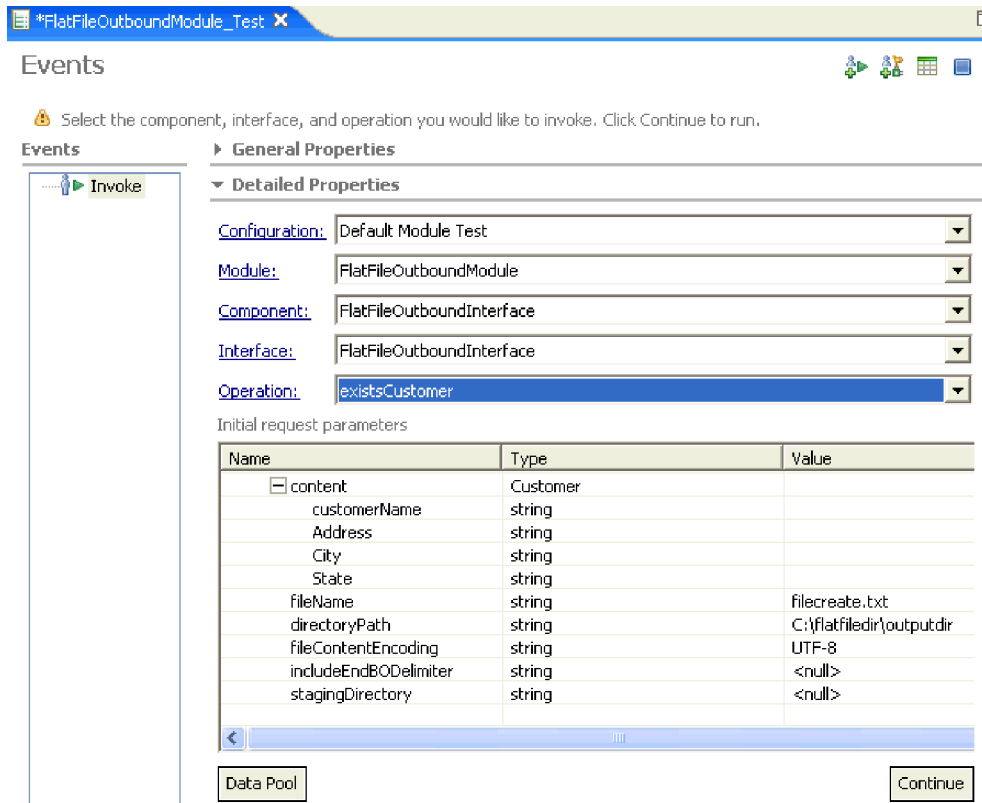 *FlatFileOutboundModule_Test
Events
Select the component, interface, and operation you would like to invoke. Click Continue to run.
Events
General Properties
Invoke
Detailed Properties
Configuration: Default Module Test
Module: FlatFileOutboundModule
Component: FlatFileOutboundInterface
Interface: FlatFileOutboundInterface
Operation: existsCustomer
Initial request parameters
Name Type Value
content Customer
customerName string
Address string
City string
State string
fileName string filecreate.txt
directoryPath string C:\flatfiledir\outputdir
fileContentEncoding string UTF-8
includeEndBODelimiter string <null>
stagingDirectory string <null>
Data Pool Continue